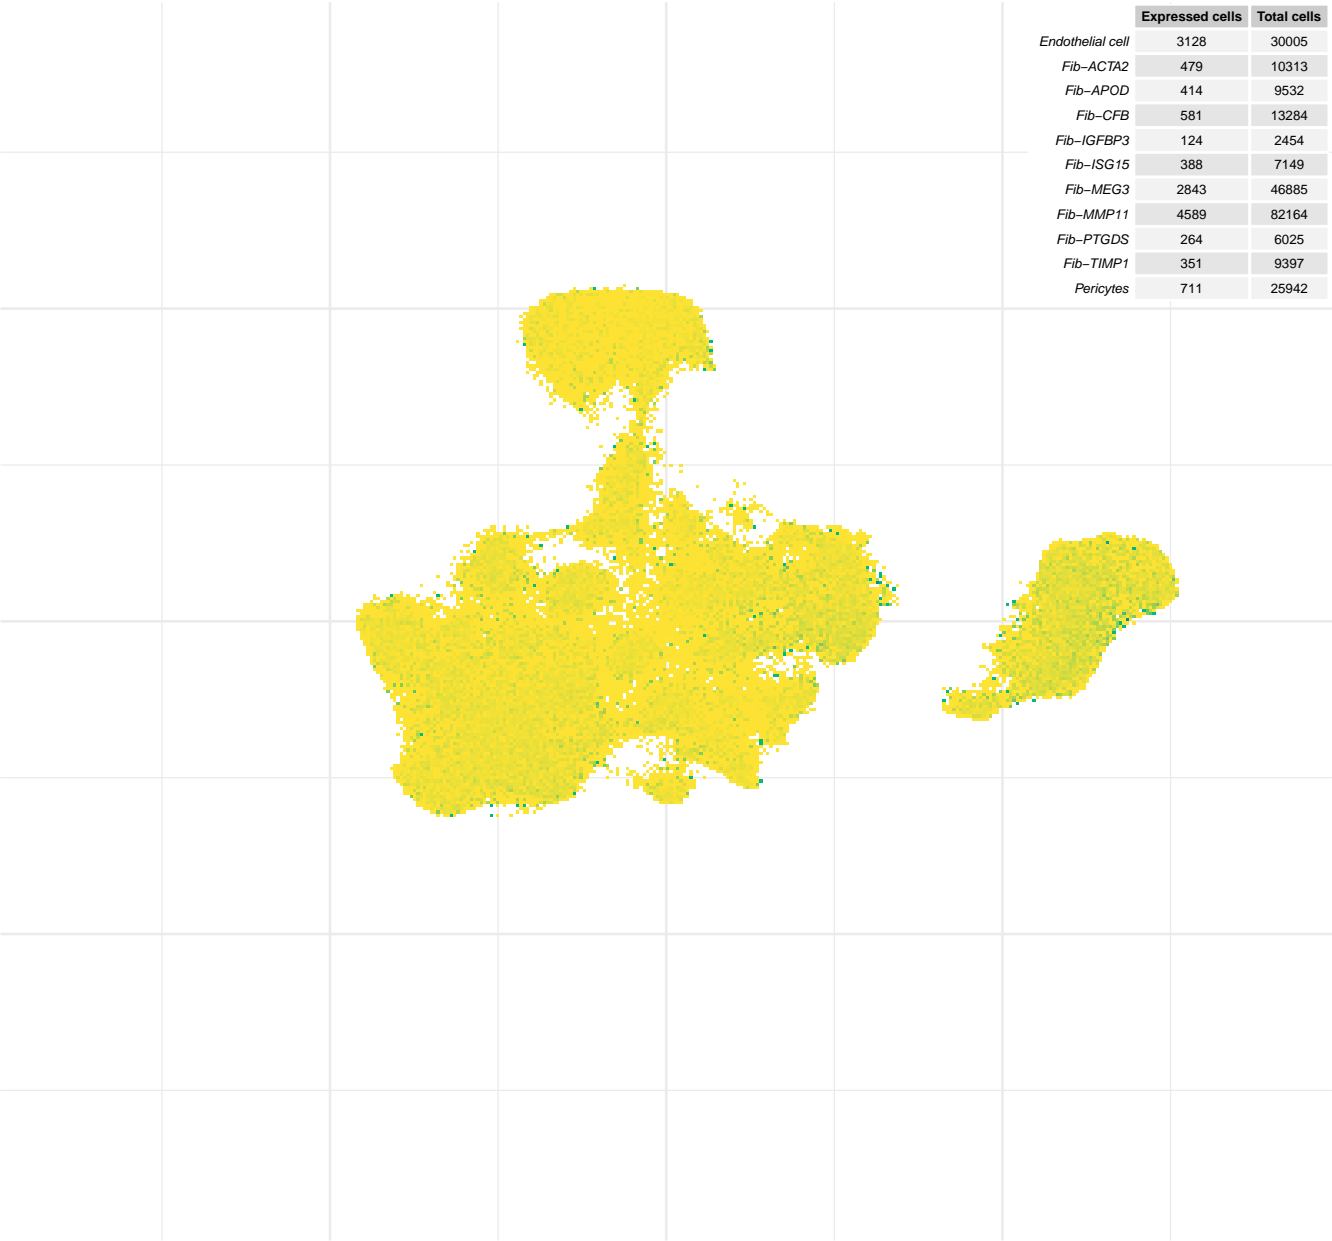 Expressed cells Total cells
Endothelial cell 3128 30005
Fib−ACTA2 479 10313
Fib−APOD 414 9532
Fib−CFB 581 13284
Fib−IGFBP3 124 2454
Fib−ISG15 388 7149
Fib−MEG3 2843 46885
Fib−MMP11 4589 82164
Fib−PTGDS 264 6025
Fib−TIMP1 351 9397
Pericytes 711 25942